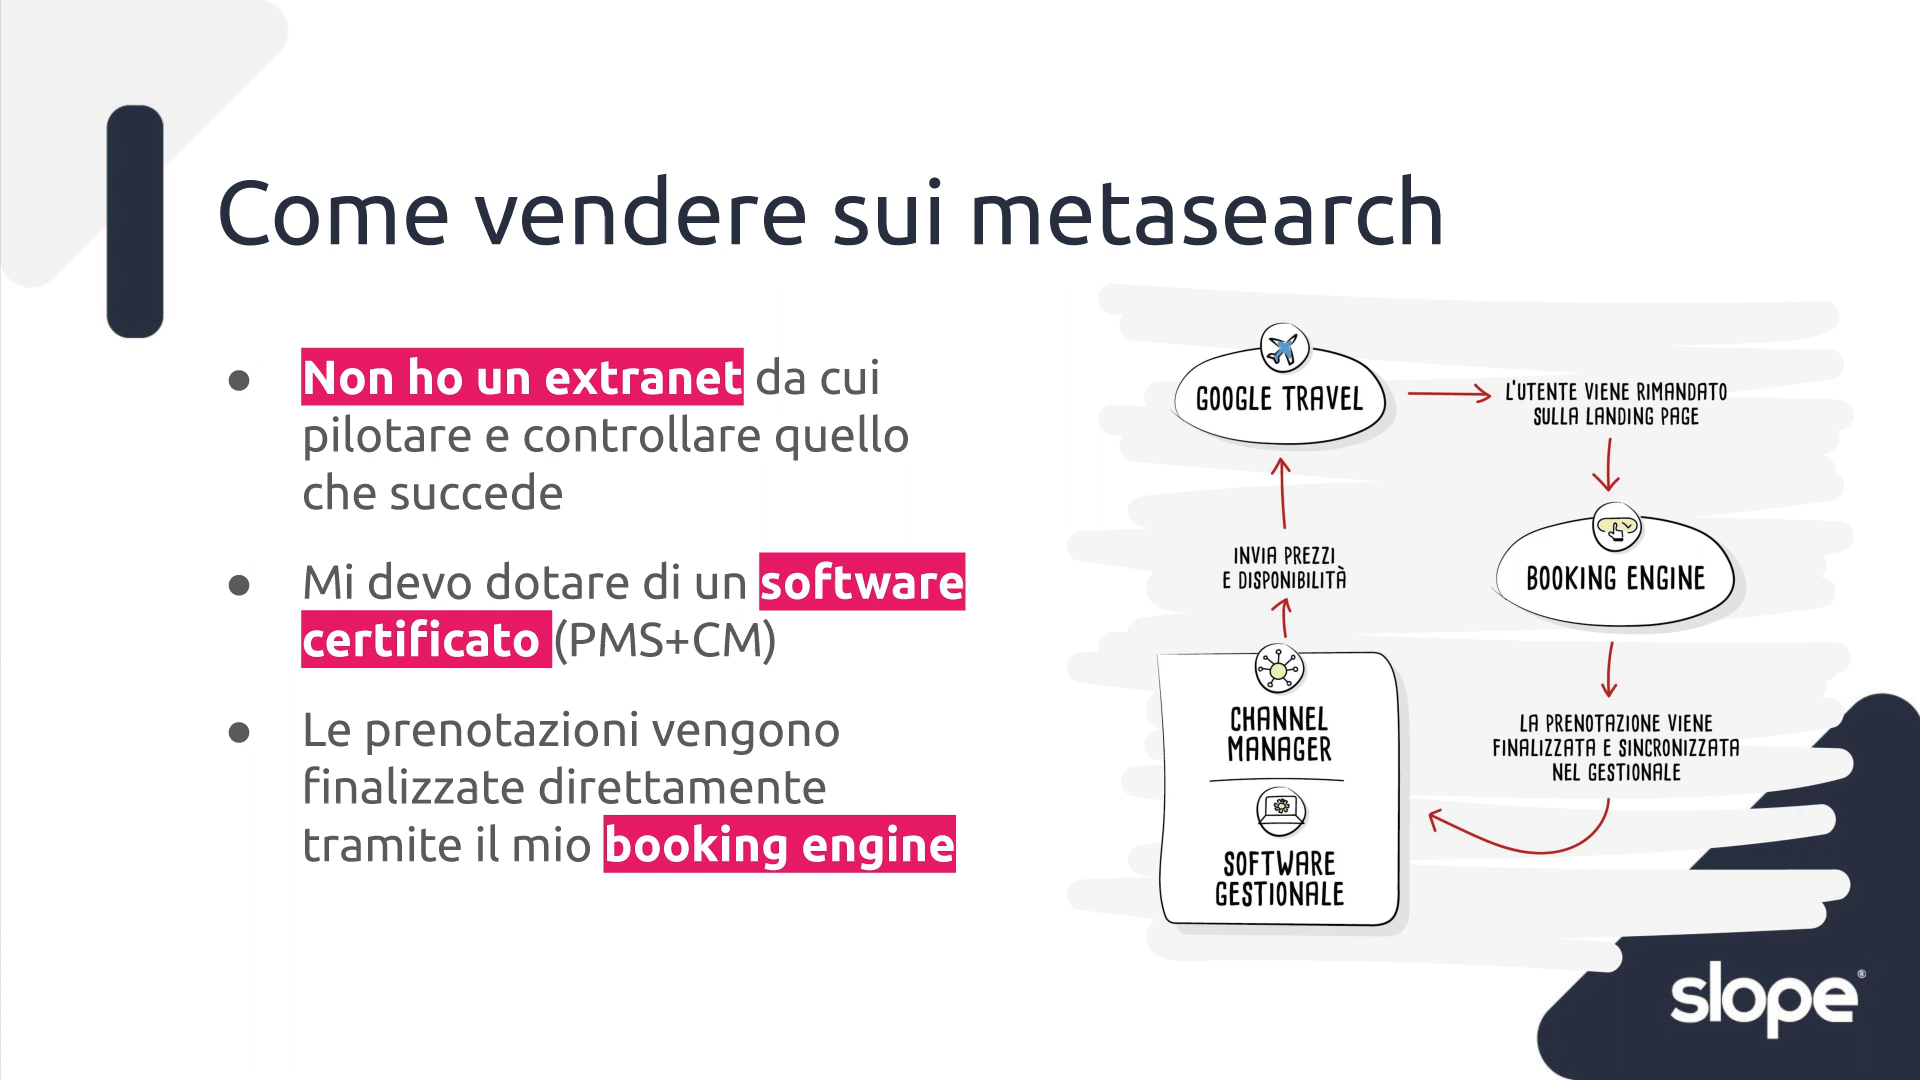 Come vendere sui metasearch
● Non ho un extranet da cui
pilotare e controllare quello
che succede
● Mi devo dotare di un software
certificato (PMS+CM)
● Le prenotazioni vengono
finalizzate direttamente
tramite il mio booking engine
GOOGLE TRAVEL
L'UTENTE VIENE RIMANDATO
SULLA LANDING PAGE
INVIA PREZZI
E DISPONIBILITÀ
BOOKING ENGINE
CHANNEL
MANAGER
SOFTWARE
GESTIONALE
LA PRENOTAZIONE VIENE
FINALIZZATA E SINCRONIZZATA
NEL GESTIONALE
slope®